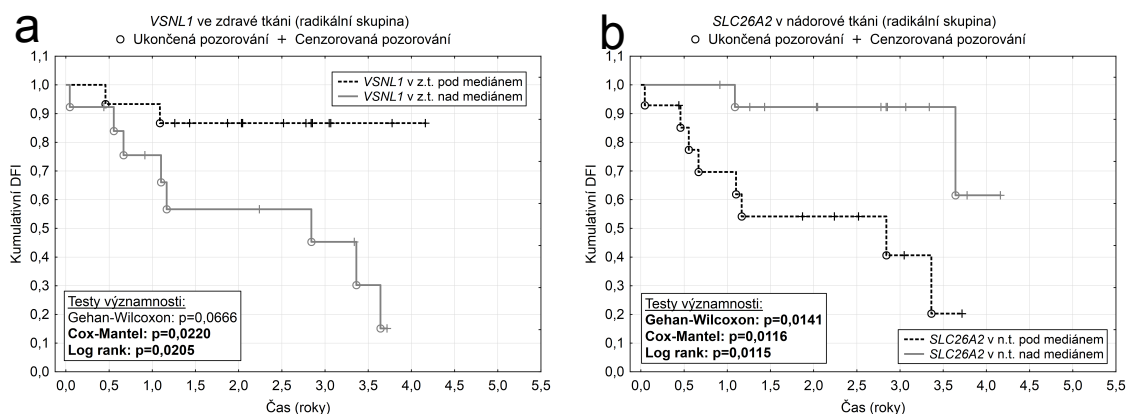 a
VSNL1 ve zdravé tkáni (radikální skupina)
Ukončená pozorování + Cenzorovaná pozorování
1,1
1,0
0,9
0,8
0,7
0,6
0,5
0,4
0,3
0,2
0,1
0,0
Kumulativní DFI
VSNL1 v z.t. pod mediánem
VSNL1 v z.t. nad mediánem
Testy významnosti:
Gehan-Wilcoxon: p=0,0666
Cox-Mantel: p=0,0220
Log rank: p=0,0205
0,0 0,5 1,0 1,5 2,0 2,5 3,0 3,5 4,0 4,5 5,0 5,5
Čas (roky)
b
SLC26A2 v nádorové tkáni (radikální skupina)
Ukončená pozorování + Cenzorovaná pozorování
1,1
1,0
0,9
0,8
0,7
0,6
0,5
0,4
0,3
0,2
0,1
0,0
Kumulativní DFI
Testy významnosti:
Gehan-Wilcoxon: p=0,0141
Cox-Mantel: p=0,0116
Log rank: p=0,0115
SLC26A2 v n.t. pod mediánem
SLC26A2 v n.t. nad mediánem
0,0 0,5 1,0 1,5 2,0 2,5 3,0 3,5 4,0 4,5 5,0 5,5
Čas (roky)